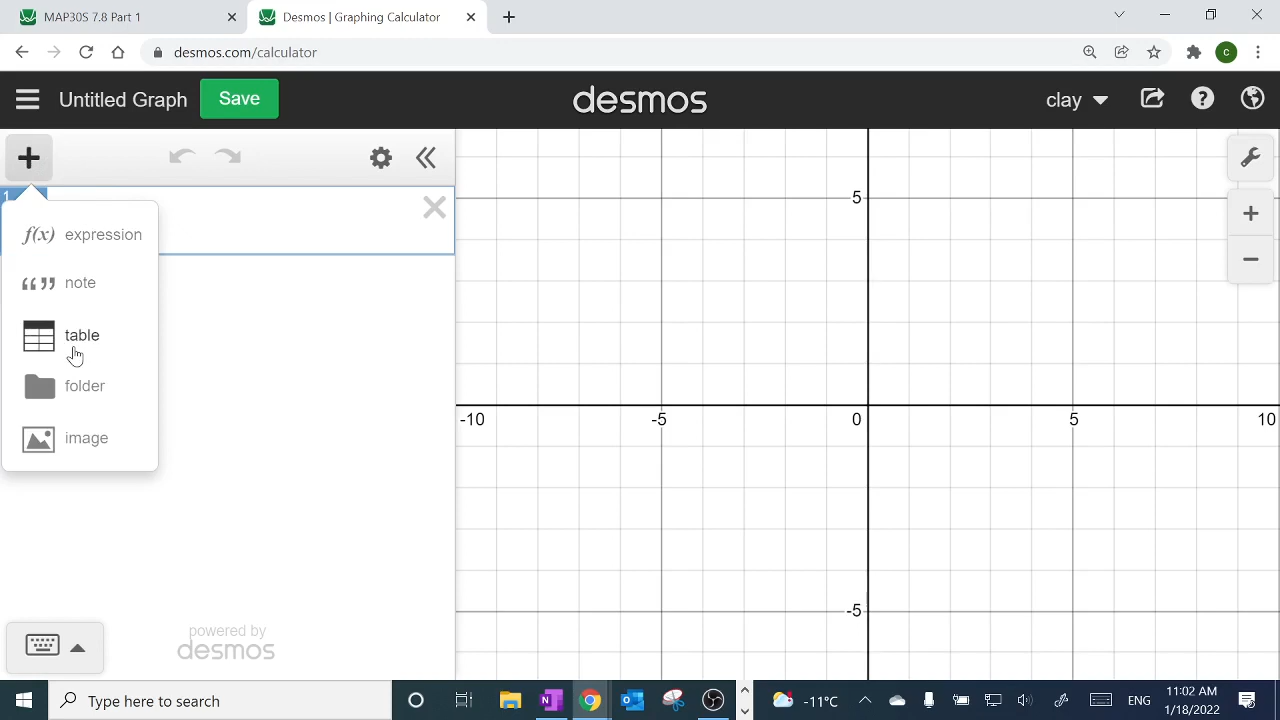 MAP30S 7.8 Part 1
Desmos | Graphing Calculator
desmos.com/calculator
C
Untitled Graph
Save
desmos
clay
1
f(x) expression
note
table
folder
image
powered by
desmos
5
-10
-5
0
5
10
-5
Type here to search
-11°C
ENG
11:02 AM
1/18/2022